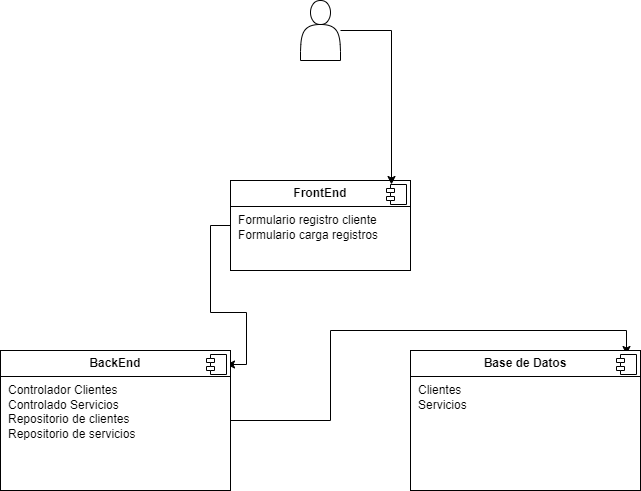 FrontEnd
Formulario registro cliente
Formulario carga registros
BackEnd
Controlador Clientes
Controlado Servicios
Repositorio de clientes
Repositorio de servicios
Base de Datos
Clientes
Servicios